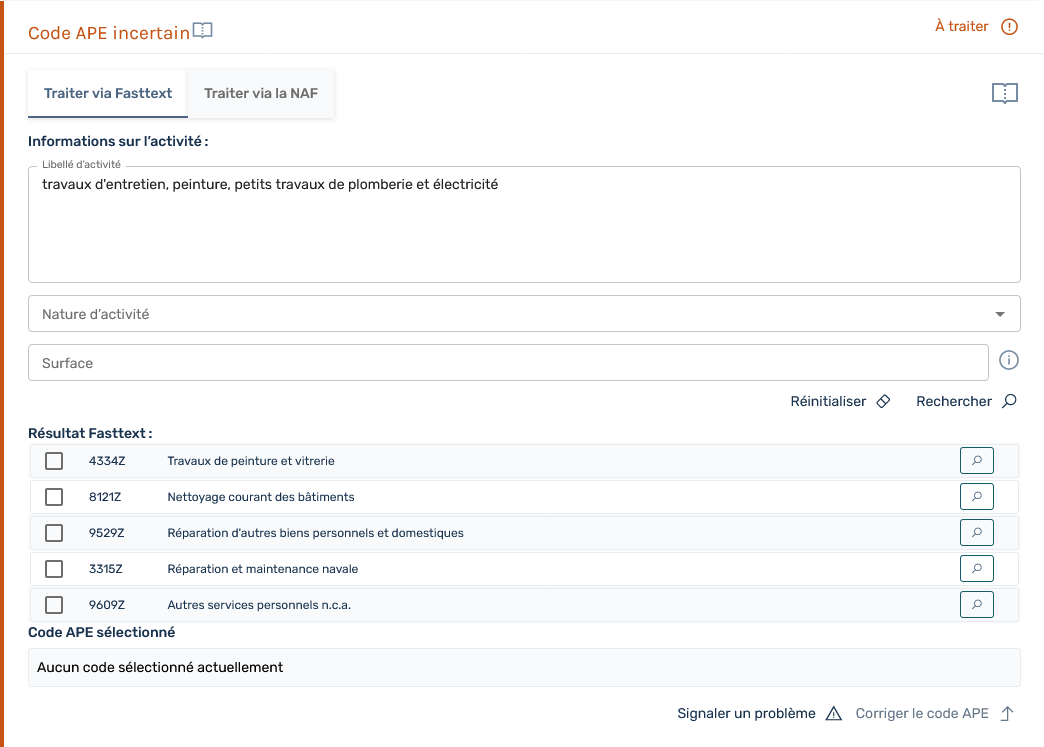 Code APE incertain
À traiter
Traiter via Fasttext Traiter via la NAF
Informations sur l'activité :
Libellé d'activité
travaux d'entretien, peinture, petits travaux de plomberie et électricité
Nature d'activité
Surface
Réinitialiser Rechercher
Résultat Fasttext :
4334Z Travaux de peinture et vitrerie
8121Z Nettoyage courant des bâtiments
9529Z Réparation d'autres biens personnels et domestiques
3315Z Réparation et maintenance navale
9609Z Autres services personnels n.c.a.
Code APE sélectionné
Aucun code sélectionné actuellement
Signaler un problème Corriger le code APE